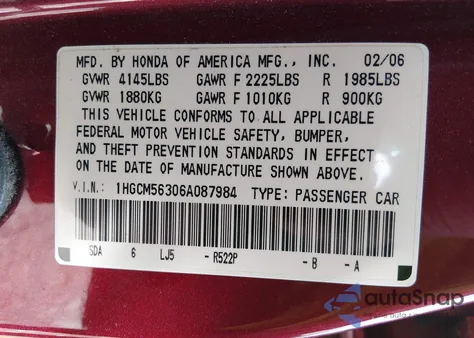 MFD. BY HONDA OF AMERICA MFG., INC. 02/06
GVWR 4145LBS GAWR F 2225LBS R 1985LBS
GVWR 1880KG GAWR F 1010KG R 900KG
THIS VEHICLE CONFORMS TO ALL APPLICABLE
FEDERAL MOTOR VEHICLE SAFETY, BUMPER,
AND THEFT PREVENTION STANDARDS IN EFFECT
ON THE DATE OF MANUFACTURE SHOWN ABOVE.
V.I.N.: 1HGCM56306A087984 TYPE: PASSENGER CAR
SDA 6 LJ5 - R522P - B - A
autoSnap